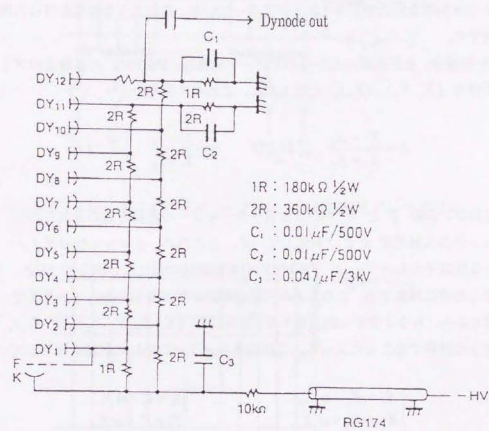 Dynode out
C₁
DY12
2R
1R
DY11
2R
2R
C₂
DY10
2R
DY9
2R
DY8
1R : 180kΩ ½W
2R : 360kΩ ½W
C₁ : 0.01μF/500V
C₂ : 0.01μF/500V
C₃ : 0.047μF/3kV
DY7
2R
2R
DY6
DY5
2R
2R
DY4
DY3
2R
2R
DY2
DY1
2R
C₃
F
1R
K
10kΩ
RG174
-HV